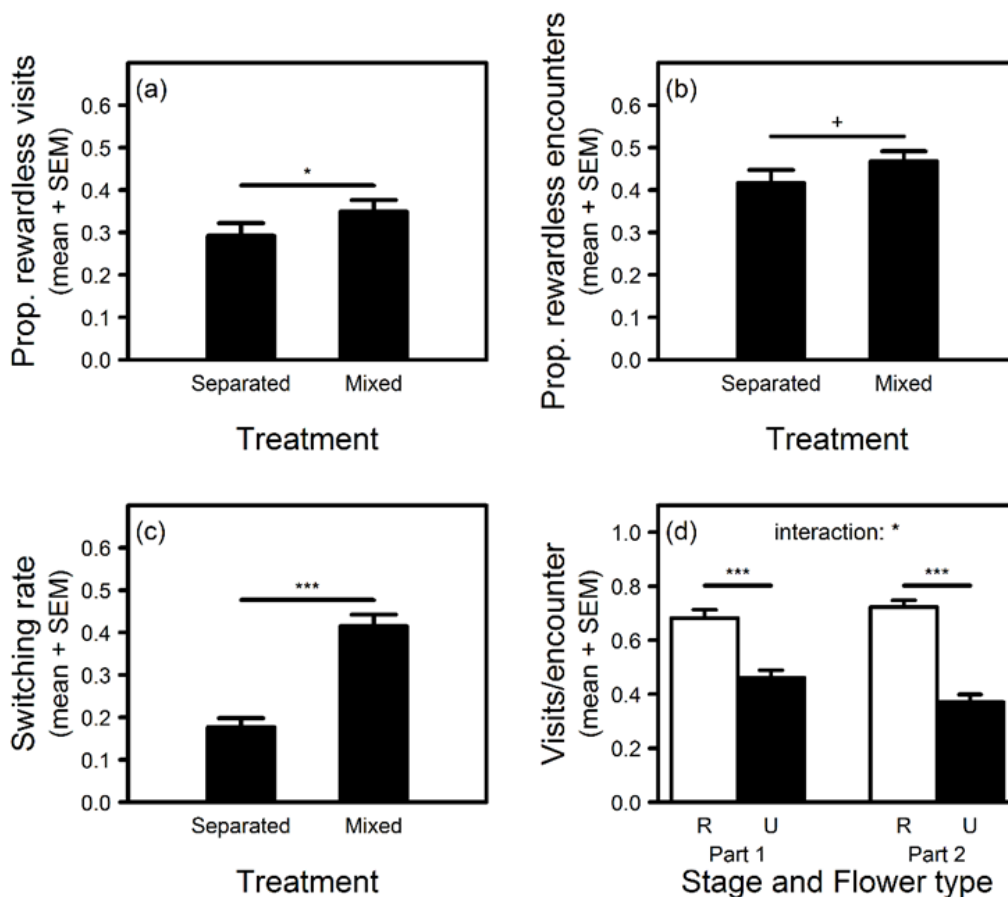 (a)
Prop. rewardless visits
(mean + SEM)
0.6
0.5
0.4
0.3
0.2
0.1
0.0
*
Separated Mixed
Treatment
(b)
Prop. rewardless encounters
(mean + SEM)
0.6
0.5
0.4
0.3
0.2
0.1
0.0
+
Separated Mixed
Treatment
(c)
Switching rate
(mean + SEM)
0.6
0.5
0.4
0.3
0.2
0.1
0.0
***
Separated Mixed
Treatment
(d)
interaction: *
Visits/encounter
(mean + SEM)
1.0
0.8
0.6
0.4
0.2
0.0
*** ***
R U R U
Part 1 Part 2
Stage and Flower type